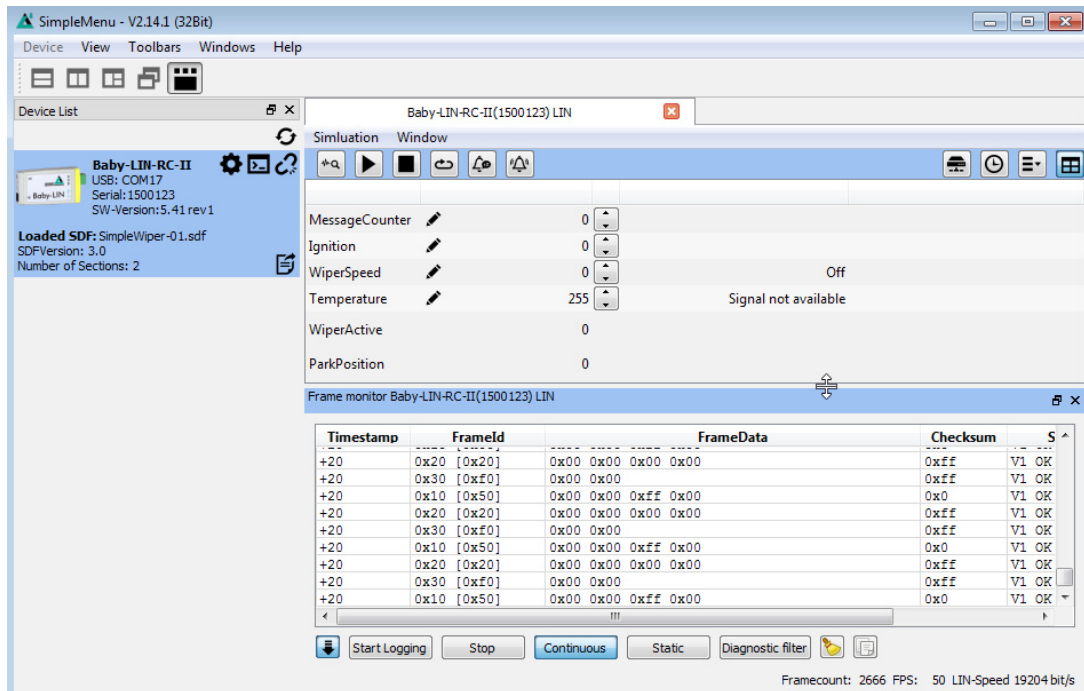 SimpleMenu - V2.14.1 (32Bit)
Device View Toolbars Windows Help
Device List
Baby-LIN-RC-II
USB: COM17
Serial: 1500123
SW-Version: 5.41 rev1
Baby-LIN
Loaded SDF: SimpleWiper-01.sdf
SDFVersion: 3.0
Number of Sections: 2
Baby-LIN-RC-II(1500123) LIN
Simluation Window
MessageCounter 0
Ignition 0
WiperSpeed 0 Off
Temperature 255 Signal not available
WiperActive 0
ParkPosition 0
Frame monitor Baby-LIN-RC-II(1500123) LIN
Timestamp FrameId FrameData Checksum S
+20 0x20 [0x20] 0x00 0x00 0x00 0x00 0xff V1 OK
+20 0x30 [0xf0] 0x00 0x00 0xff V1 OK
+20 0x10 [0x50] 0x00 0x00 0xff 0x00 0x0 V1 OK
+20 0x20 [0x20] 0x00 0x00 0x00 0x00 0xff V1 OK
+20 0x30 [0xf0] 0x00 0x00 0xff V1 OK
+20 0x10 [0x50] 0x00 0x00 0xff 0x00 0x0 V1 OK
+20 0x20 [0x20] 0x00 0x00 0x00 0x00 0xff V1 OK
+20 0x30 [0xf0] 0x00 0x00 0xff V1 OK
+20 0x10 [0x50] 0x00 0x00 0xff 0x00 0x0 V1 OK
Start Logging Stop Continuous Static Diagnostic filter
Framecount: 2666 FPS: 50 LIN-Speed 19204 bit/s